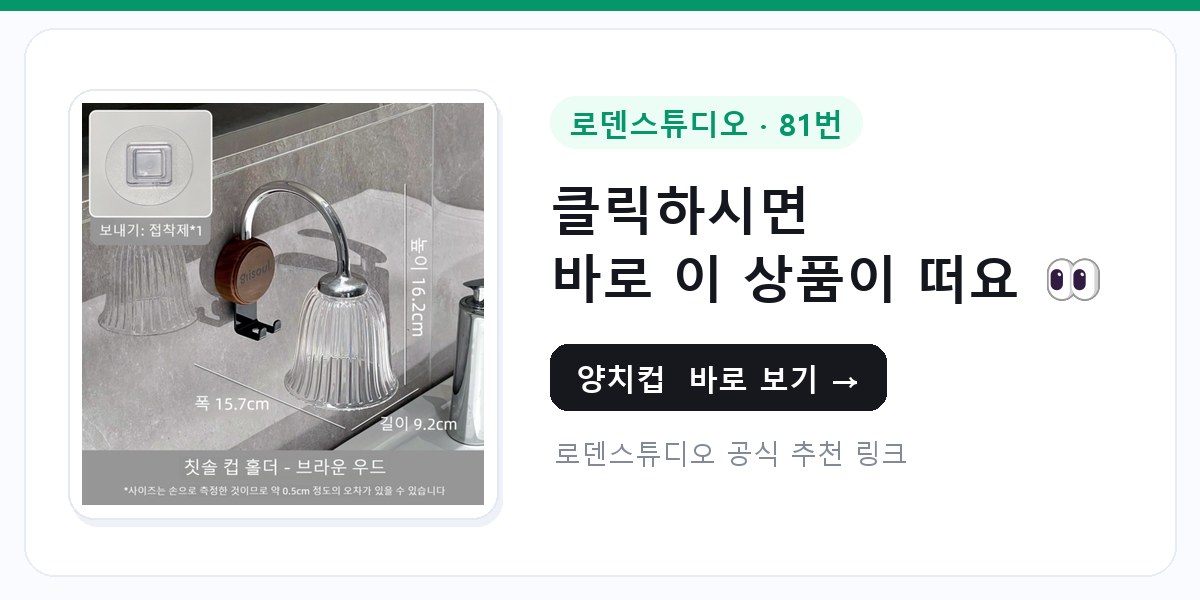 로덴스튜디오 · 81번
클릭하시면
바로 이 상품이 떠요 👀
양치컵 바로 보기 →
로덴스튜디오 공식 추천 링크
보내기: 접착제*1
높이 16.2cm
폭 15.7cm
길이 9.2cm
칫솔 컵 홀더 - 브라운 우드
*사이즈는 손으로 측정한 것이므로 약 0.5cm 정도의 오차가 있을 수 있습니다